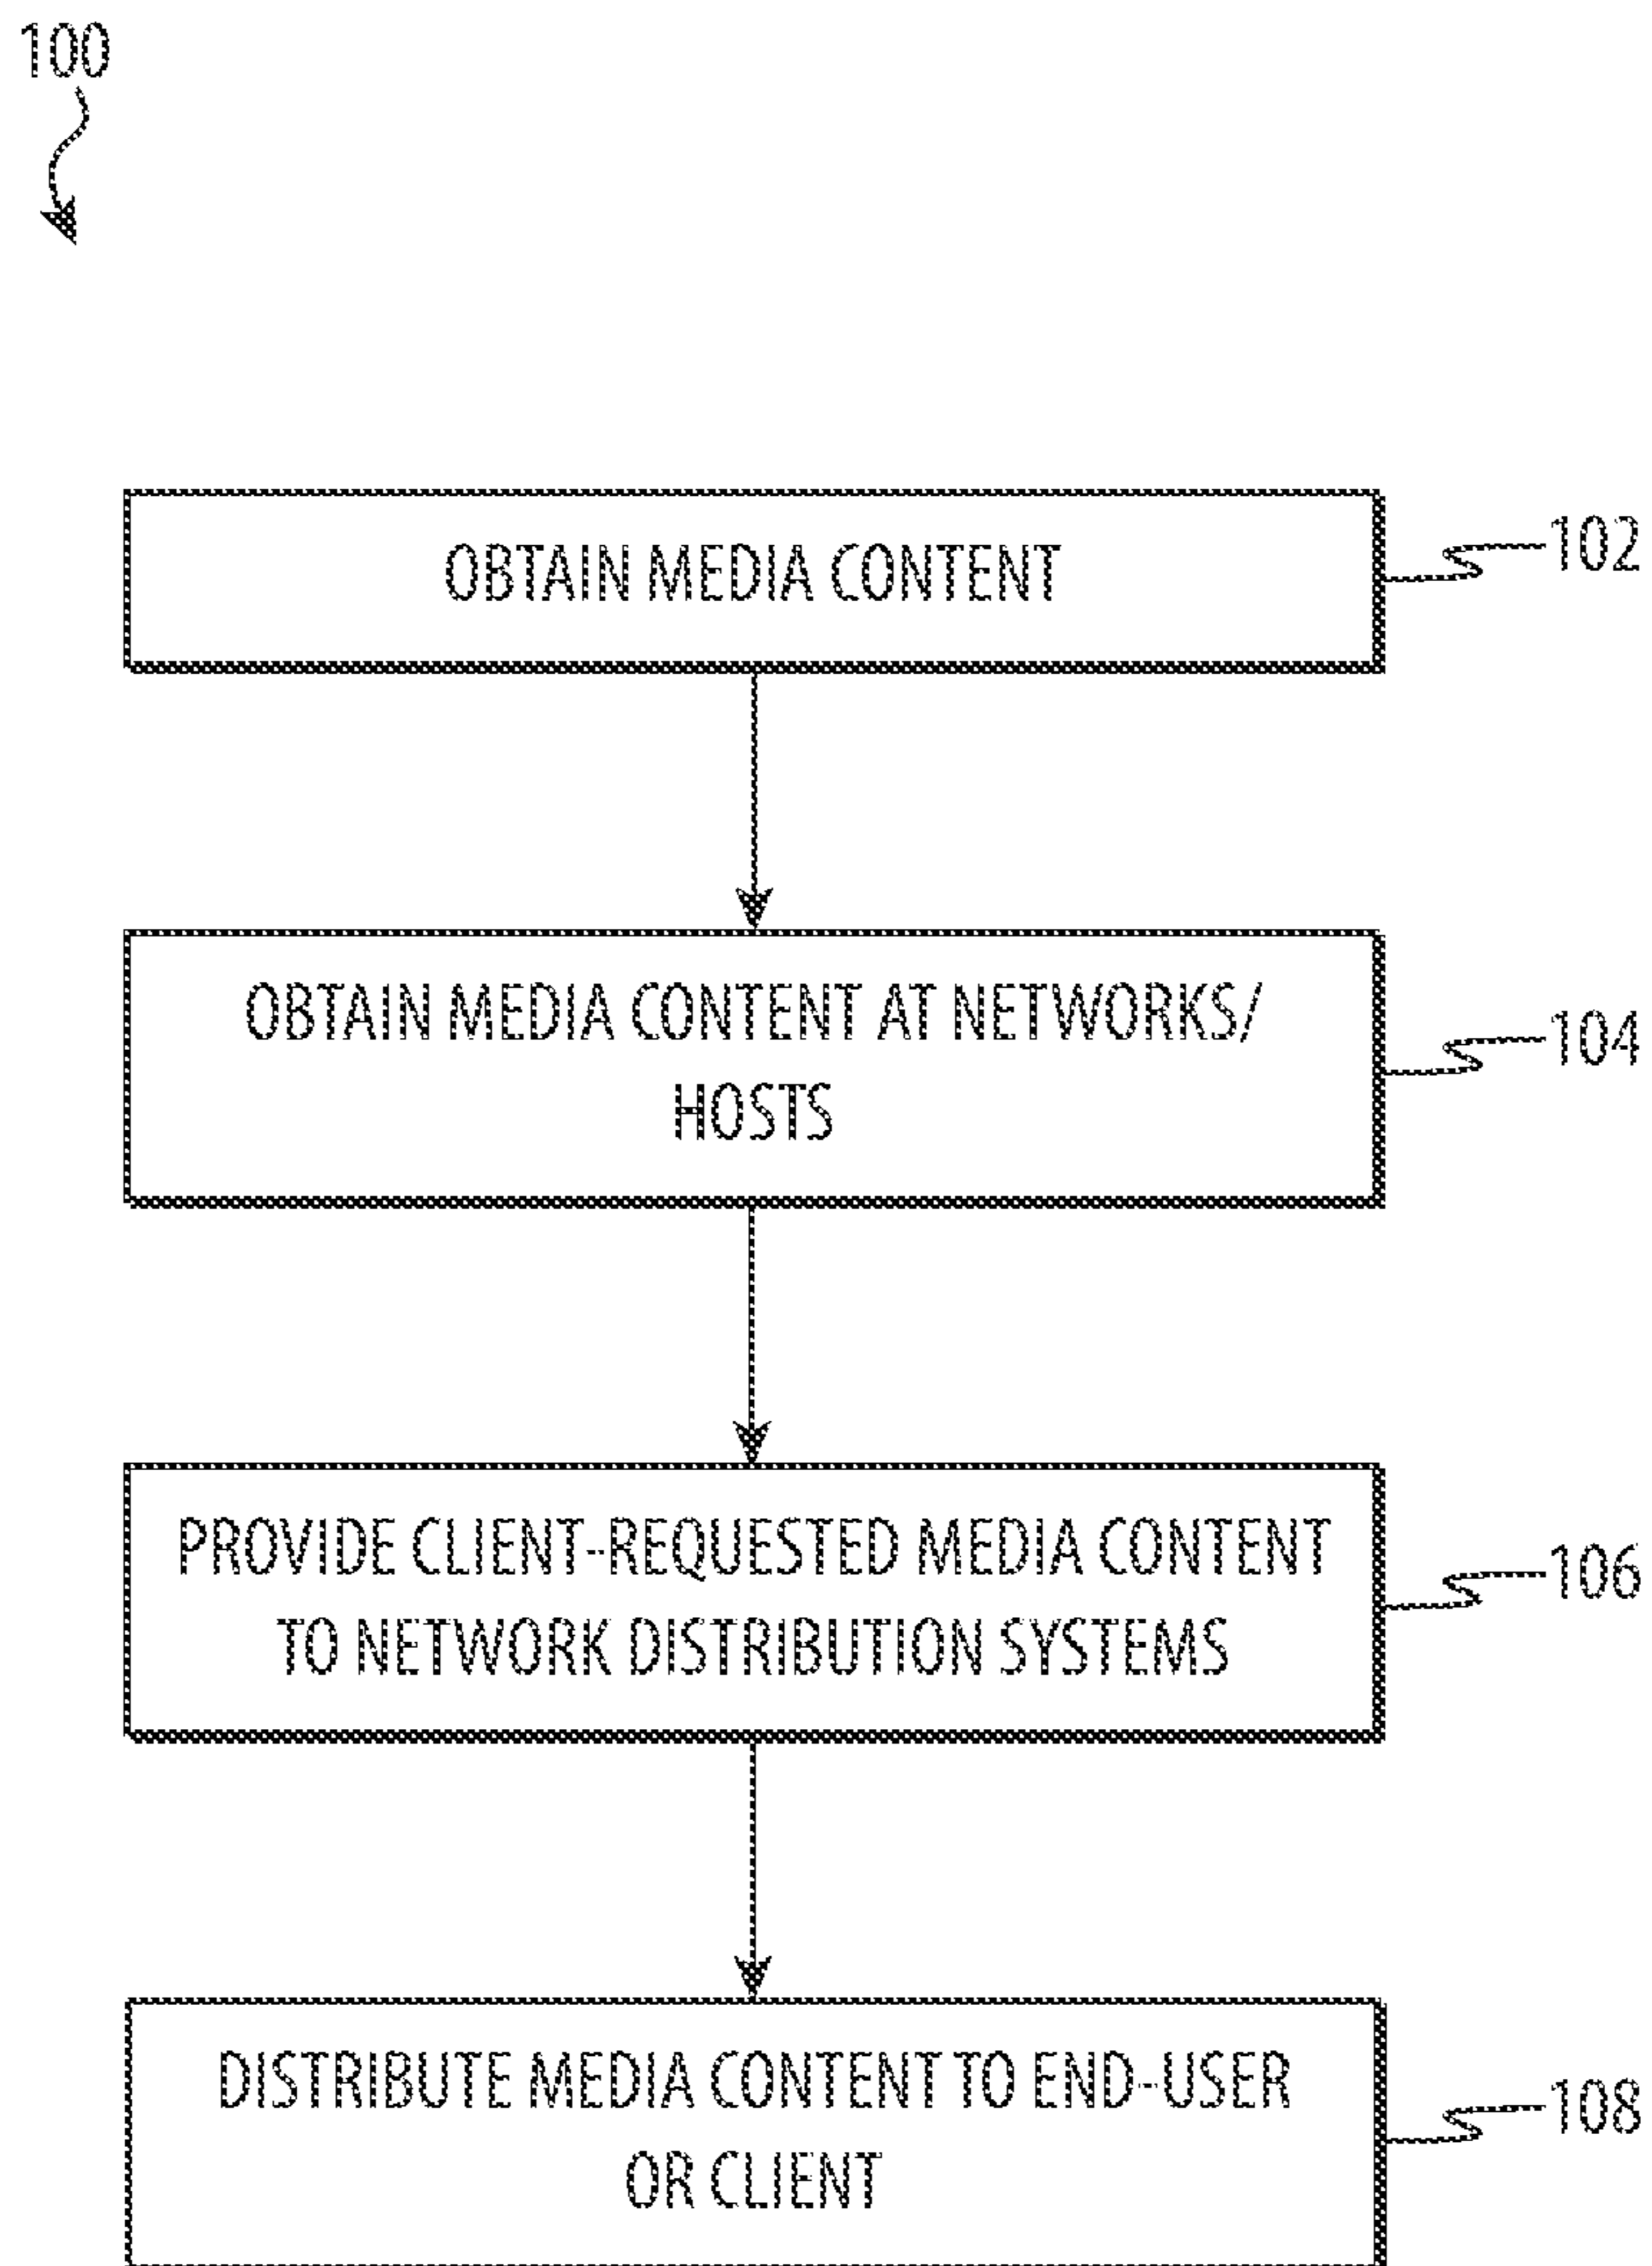 100
OBTAIN MEDIA CONTENT
102
OBTAIN MEDIA CONTENT AT NETWORKS/
HOSTS
104
PROVIDE CLIENT-REQUESTED MEDIA CONTENT
TO NETWORK DISTRIBUTION SYSTEMS
106
DISTRIBUTE MEDIA CONTENT TO END-USER
OR CLIENT
108